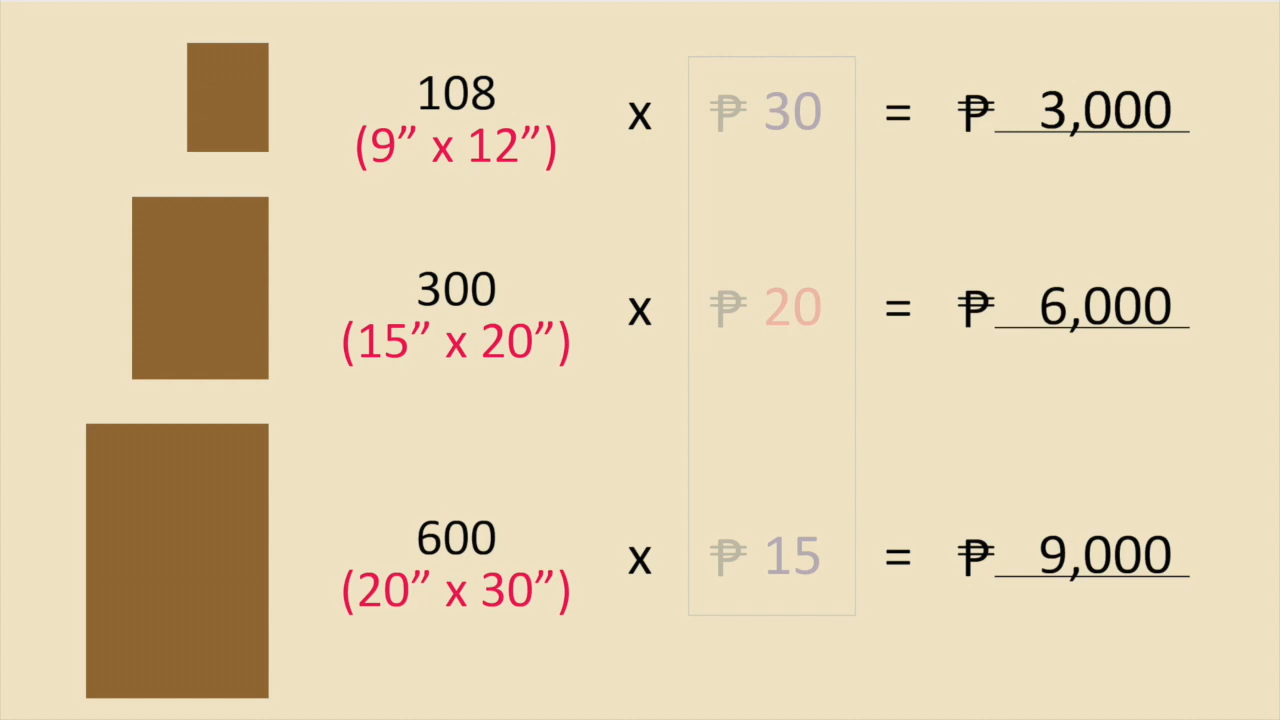 108 x ₱ 30 = ₱ 3,000
(9” x 12”)
300 x ₱ 20 = ₱ 6,000
(15” x 20”)
600 x ₱ 15 = ₱ 9,000
(20” x 30”)